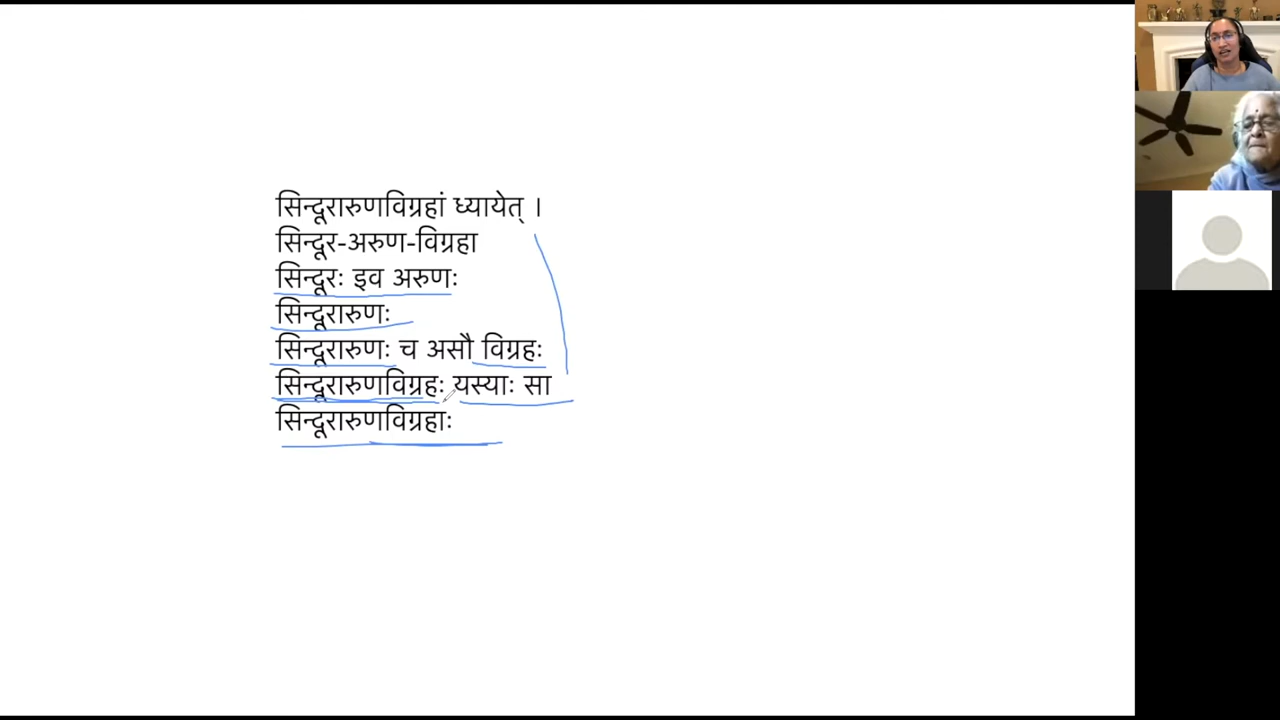 सिन्दूरारुणविग्रहां ध्यायेत् ।
सिन्दूर-अरुण-विग्रहा
सिन्दूरः इव अरुणः
सिन्दूरारुणः
सिन्दूरारुणः च असौ विग्रहः
सिन्दूरारुणविग्रहः यस्याः सा
सिन्दूरारुणविग्रहाः